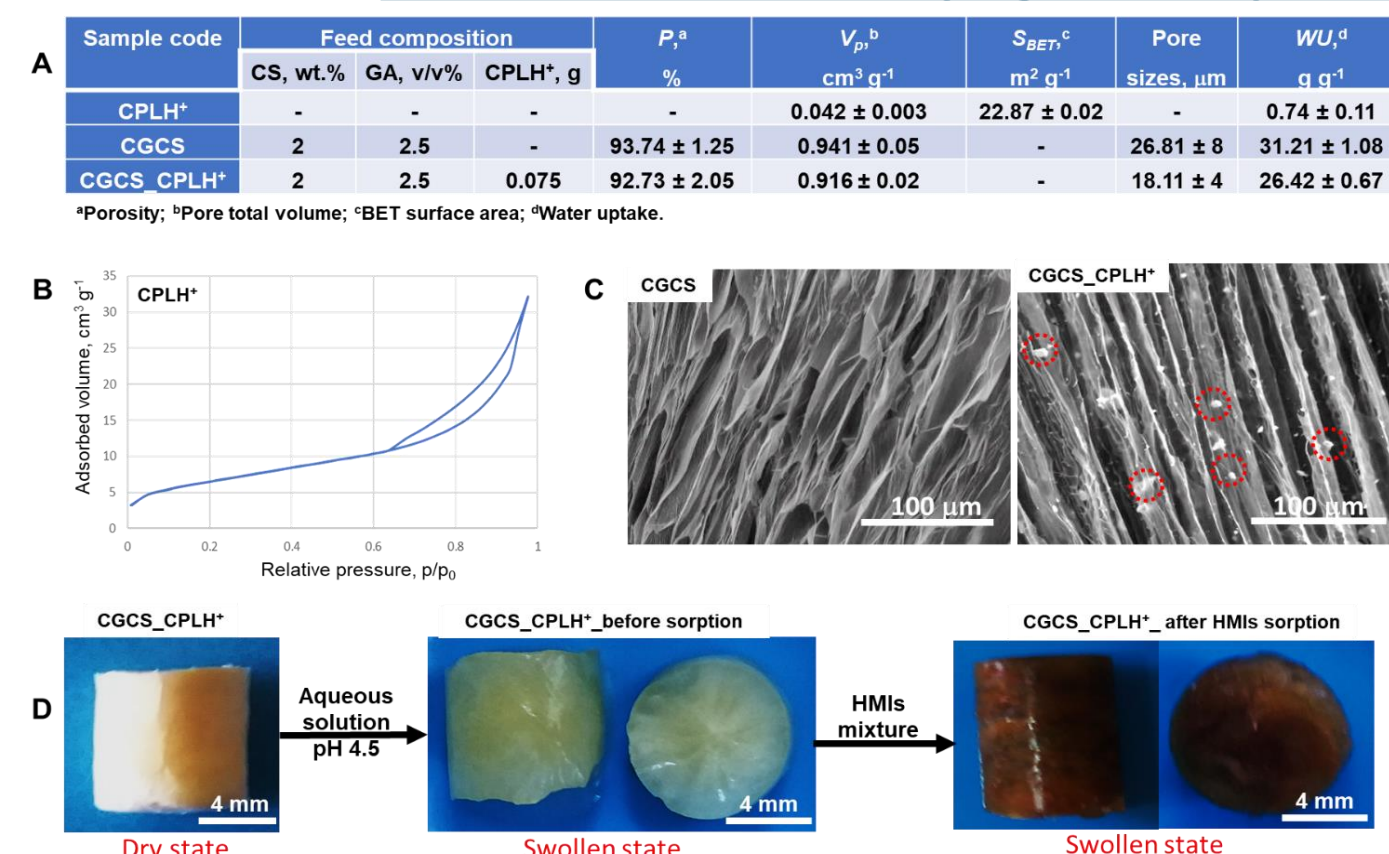 A
Sample code Feed composition P,ᵃ Vₚ,ᵇ S_BET,ᶜ Pore WU,ᵈ
CS, wt.% GA, v/v% CPLH⁺, g % cm³ g⁻¹ m² g⁻¹ sizes, μm g g⁻¹
CPLH⁺ - - - - 0.042 ± 0.003 22.87 ± 0.02 - 0.74 ± 0.11
CGCS 2 2.5 - 93.74 ± 1.25 0.941 ± 0.05 - 26.81 ± 8 31.21 ± 1.08
CGCS_CPLH⁺ 2 2.5 0.075 92.73 ± 2.05 0.916 ± 0.02 - 18.11 ± 4 26.42 ± 0.67
ᵃPorosity; ᵇPore total volume; ᶜBET surface area; ᵈWater uptake.
B
CPLH⁺
Adsorbed volume, cm³ g⁻¹
35
30
25
20
15
10
5
0
0 0.2 0.4 0.6 0.8 1
Relative pressure, p/p₀
C
CGCS
100 μm
CGCS_CPLH⁺
100 μm
D
CGCS_CPLH⁺
4 mm
Dry state
Aqueous
solution
pH 4.5
CGCS_CPLH⁺_before sorption
4 mm
Swollen state
HMIs
mixture
CGCS_CPLH⁺_ after HMIs sorption
4 mm
Swollen state